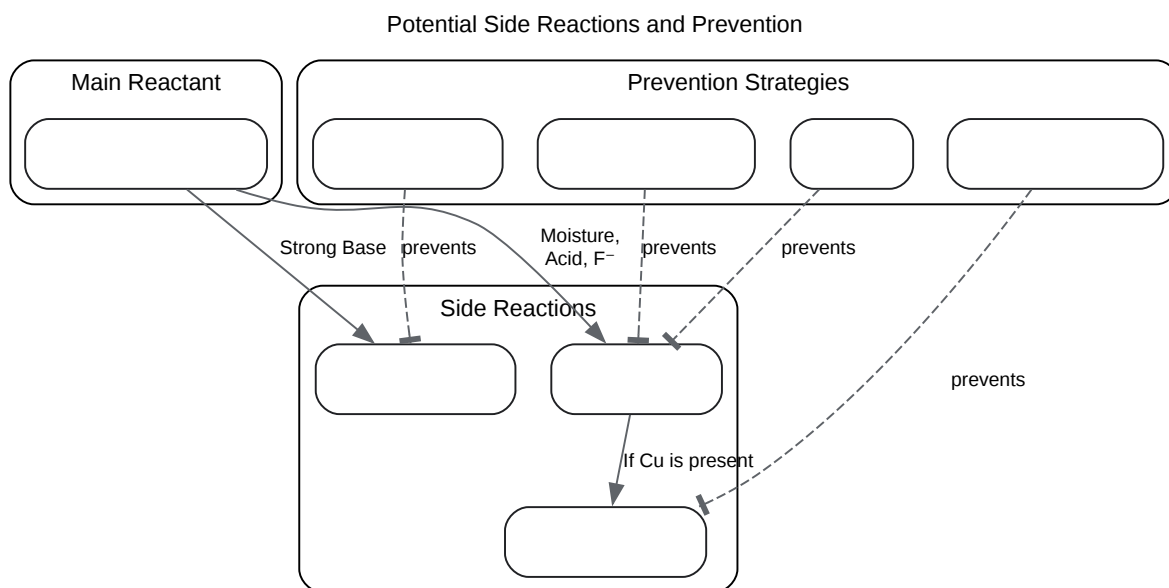 Potential Side Reactions and Prevention
Main Reactant
Prevention Strategies
Strong Base
prevents
Moisture,
Acid, F⁻
prevents
prevents
Side Reactions
prevents
If Cu is present